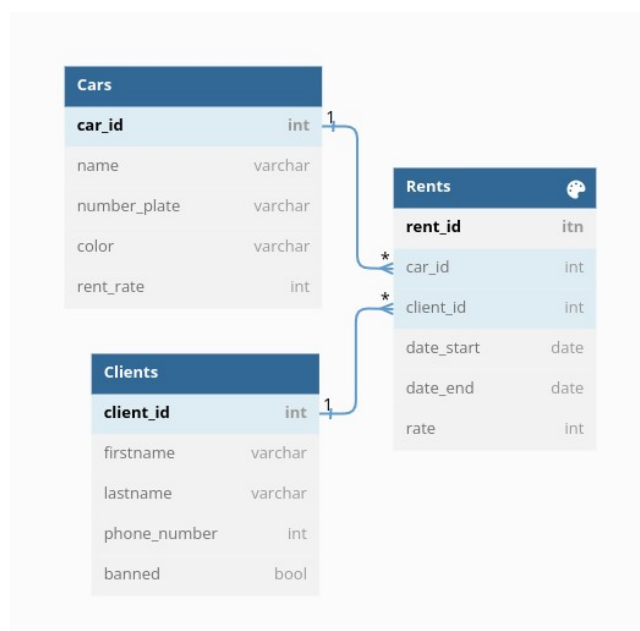 Cars
car_id int
name varchar
number_plate varchar
color varchar
rent_rate int
1
*
Rents
rent_id itn
car_id int
client_id int
date_start date
date_end date
rate int
*
1
Clients
client_id int
firstname varchar
lastname varchar
phone_number int
banned bool